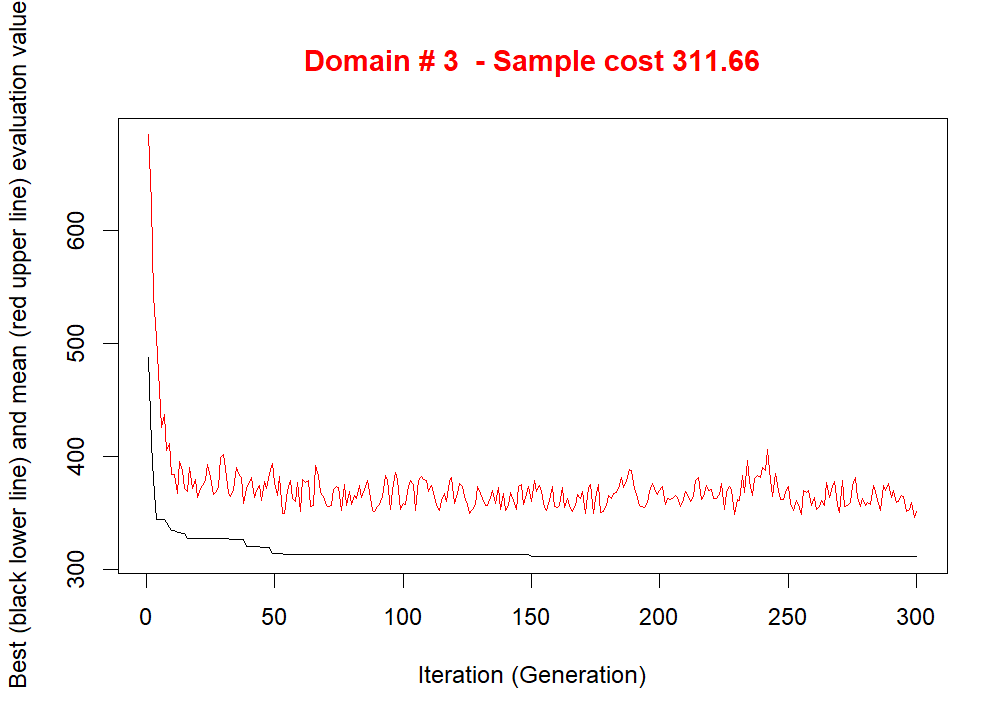 Domain # 3  - Sample cost 311.66
Best (black lower line) and mean (red upper line) evaluation value
600
500
400
300
0 50 100 150 200 250 300
Iteration (Generation)